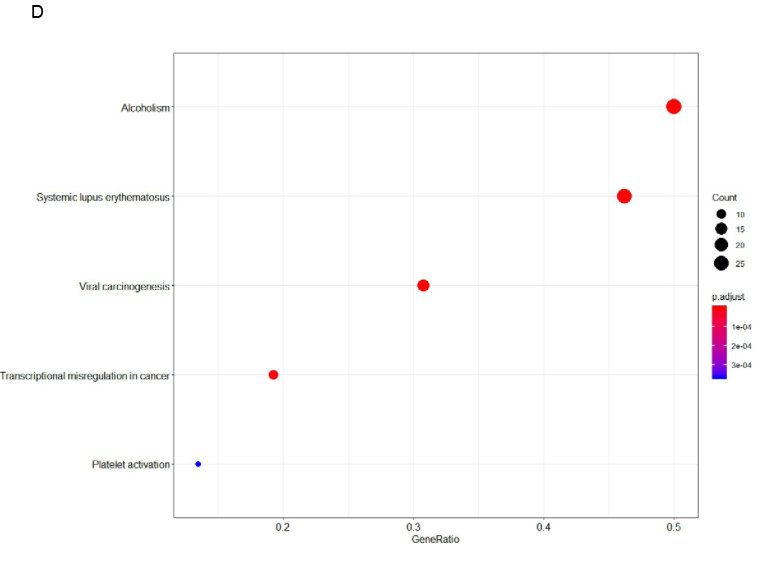 D
Alcoholism
Systemic lupus erythematosus
Viral carcinogenesis
Transcriptional misregulation in cancer
Platelet activation
0.2 0.3 0.4 0.5
GeneRatio
Count
10
15
20
25
p.adjust
1e-04
2e-04
3e-04